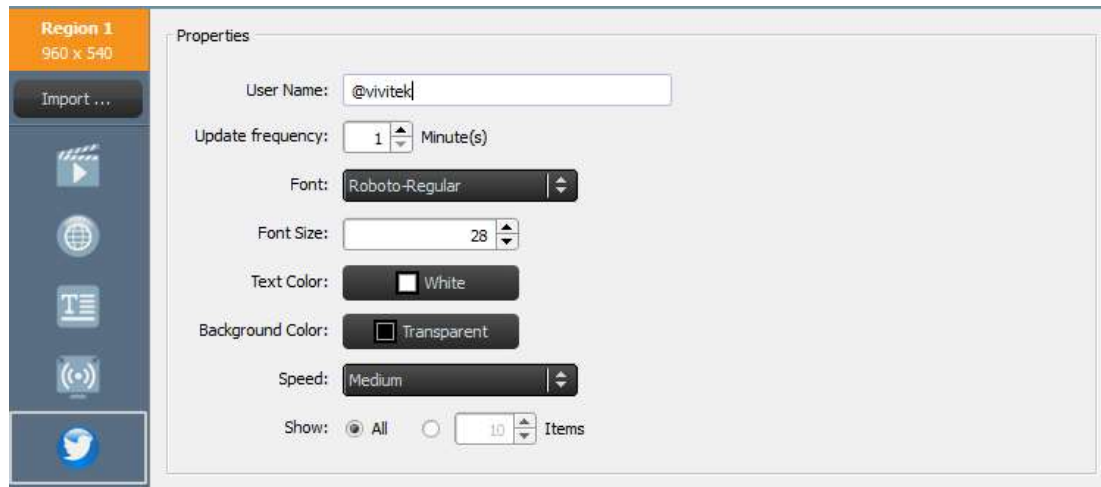 Region 1
960 x 540
Import ...
Properties
User Name: @vivitek
Update frequency: 1 Minute(s)
Font: Roboto-Regular
Font Size: 28
Text Color: White
Background Color: Transparent
Speed: Medium
Show: All 10 Items
T